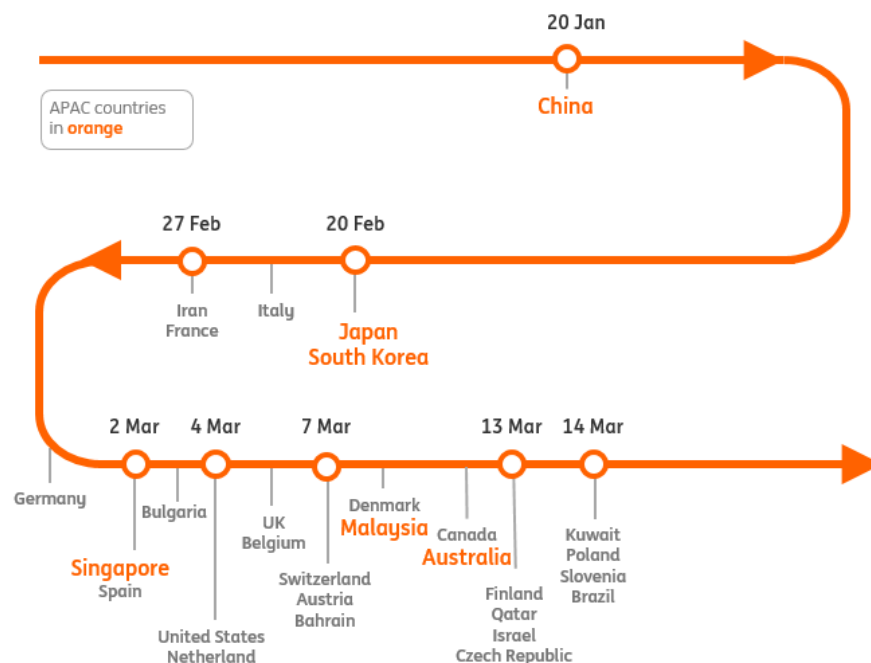 20 Jan
China
APAC countries
in orange
27 Feb
20 Feb
Iran
France
Italy
Japan
South Korea
2 Mar
4 Mar
7 Mar
13 Mar
14 Mar
Germany
Singapore
Spain
Bulgaria
United States
Netherland
UK
Belgium
Switzerland
Austria
Bahrain
Denmark
Malaysia
Canada
Australia
Finland
Qatar
Israel
Czech Republic
Kuwait
Poland
Slovenia
Brazil